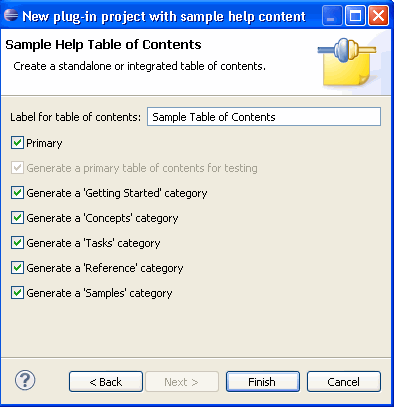 New plug-in project with sample help content
Sample Help Table of Contents
Create a standalone or integrated table of contents.
Label for table of contents: Sample Table of Contents
Primary
Generate a primary table of contents for testing
Generate a 'Getting Started' category
Generate a 'Concepts' category
Generate a 'Tasks' category
Generate a 'Reference' category
Generate a 'Samples' category
? < Back Next > Finish Cancel